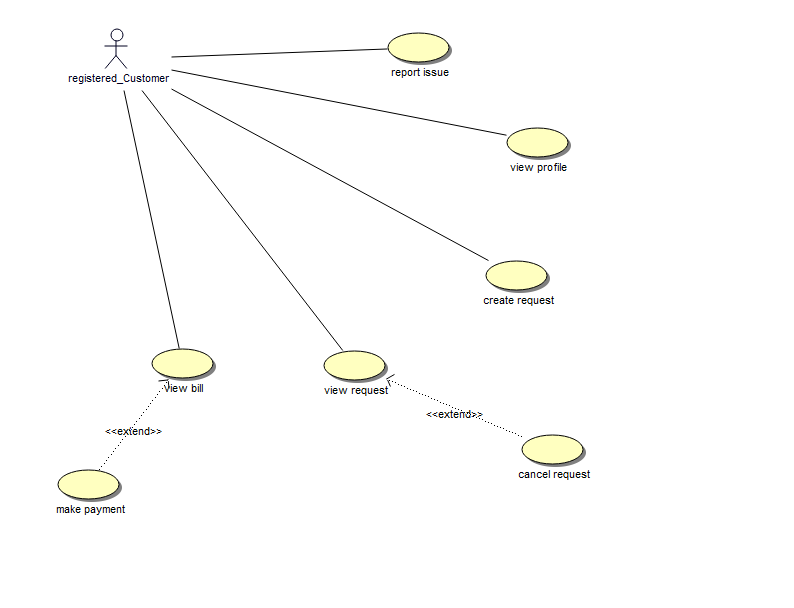 registered_Customer
report issue
view profile
create request
View bill
view request
<<extend>>
<<extend>>
cancel request
make payment